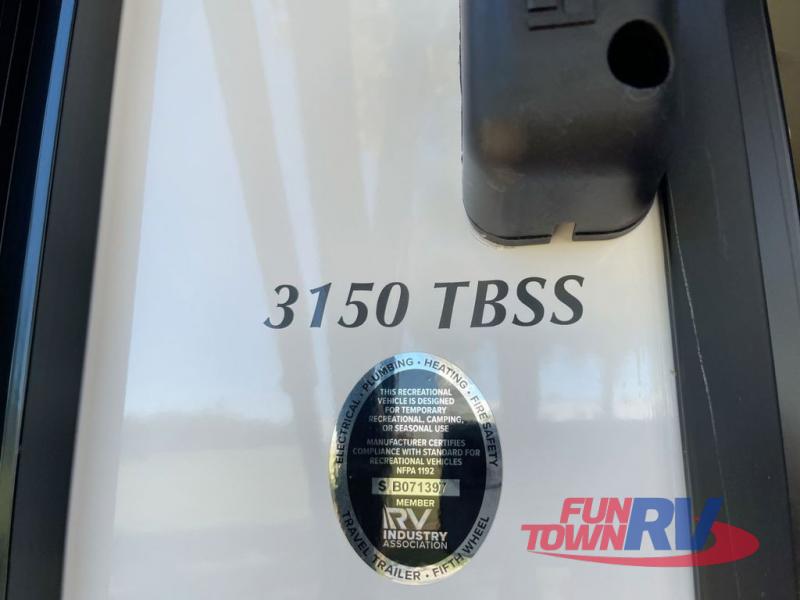 3150 TBSS
ELECTRICAL • PLUMBING • HEATING • FIRE SAFETY
THIS RECREATIONAL
VEHICLE IS DESIGNED
FOR TEMPORARY
RECREATIONAL, CAMPING,
OR SEASONAL USE
MANUFACTURER CERTIFIES
COMPLIANCE WITH STANDARD FOR
RECREATIONAL VEHICLES
NFPA 1192
S B071397
MEMBER
RV
INDUSTRY
ASSOCIATION
TRAVEL TRAILER • FIFTH WHEEL
FUN
TOWN
RV